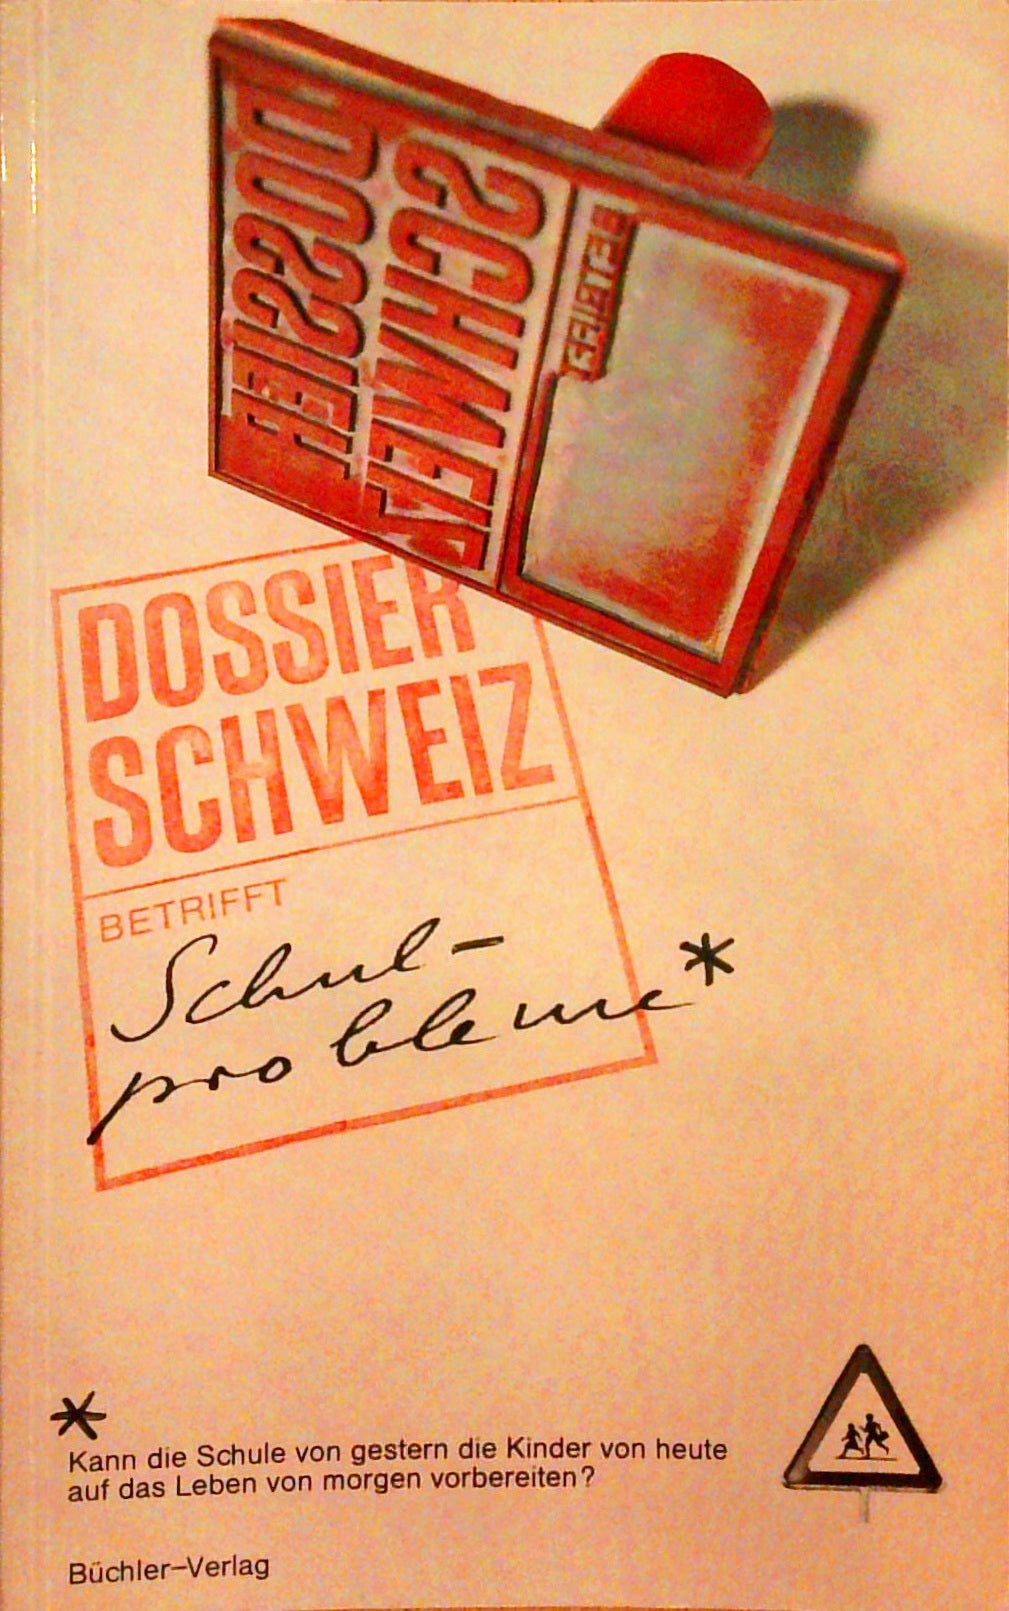 DOSSIER
SCHWEIZ
BETRIFFT
DOSSIER
SCHWEIZ
BETRIFFT
Schul-
probleme*
*
Kann die Schule von gestern die Kinder von heute
auf das Leben von morgen vorbereiten?
Büchler-Verlag